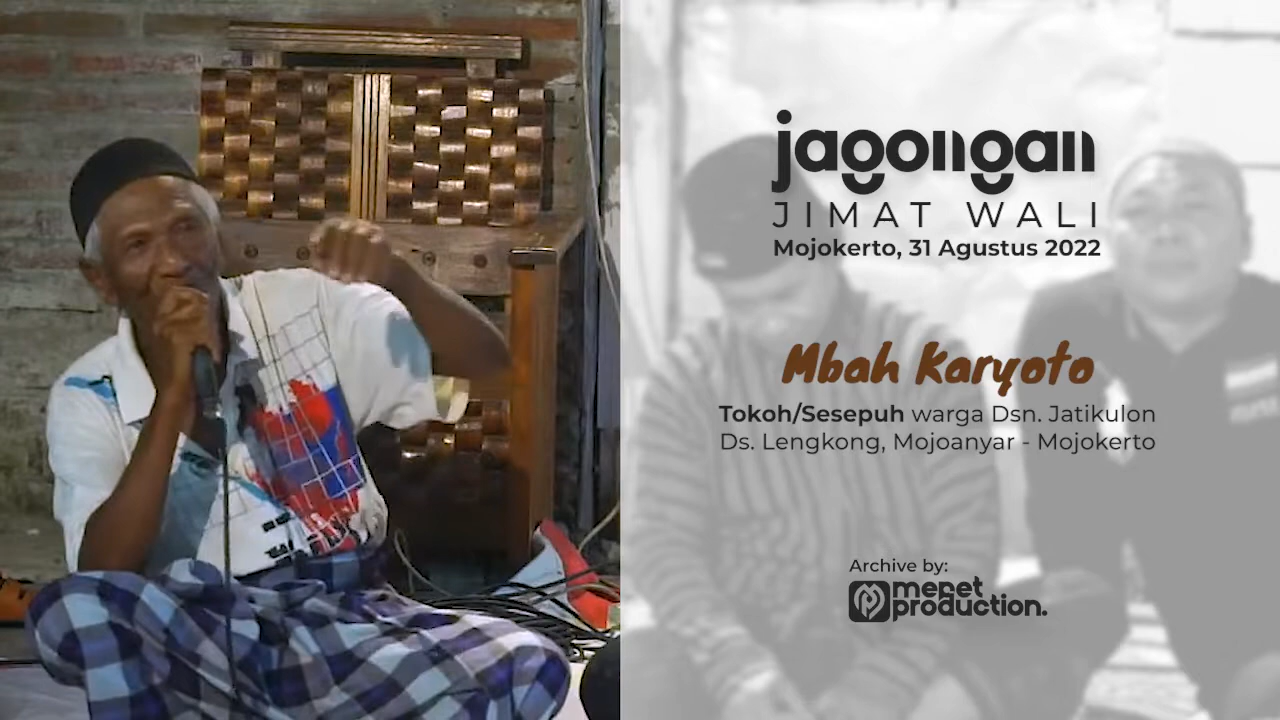 jagongan
JIMAT WALI
Mojokerto, 31 Agustus 2022
Mbah Karyoto
Tokoh/Sesepuh warga Dsn. Jatikulon
Ds. Lengkong, Mojoanyar - Mojokerto
Archive by:
mepet
production.